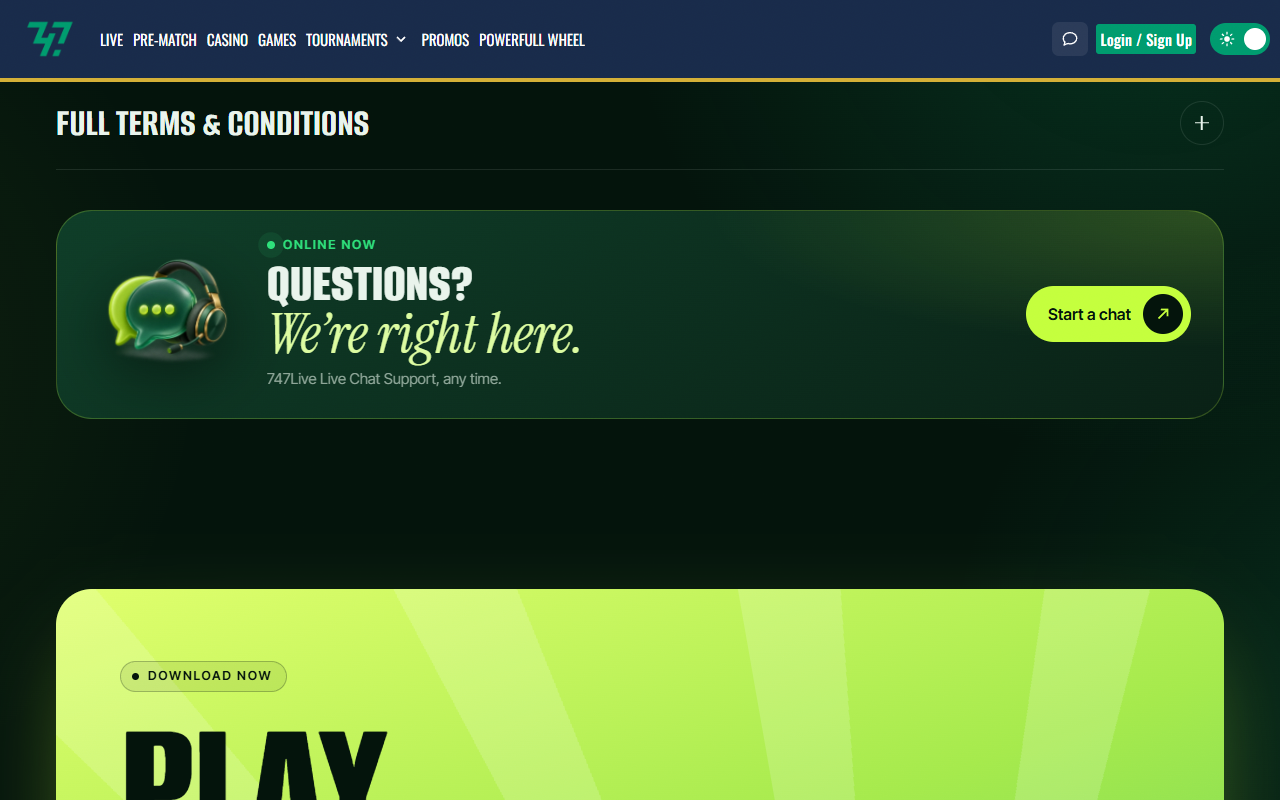 747
LIVE PRE-MATCH CASINO GAMES TOURNAMENTS PROMOS POWERFULL WHEEL
Login / Sign Up
FULL TERMS & CONDITIONS
ONLINE NOW
QUESTIONS?
We're right here.
747Live Live Chat Support, any time.
Start a chat
DOWNLOAD NOW
PLAY